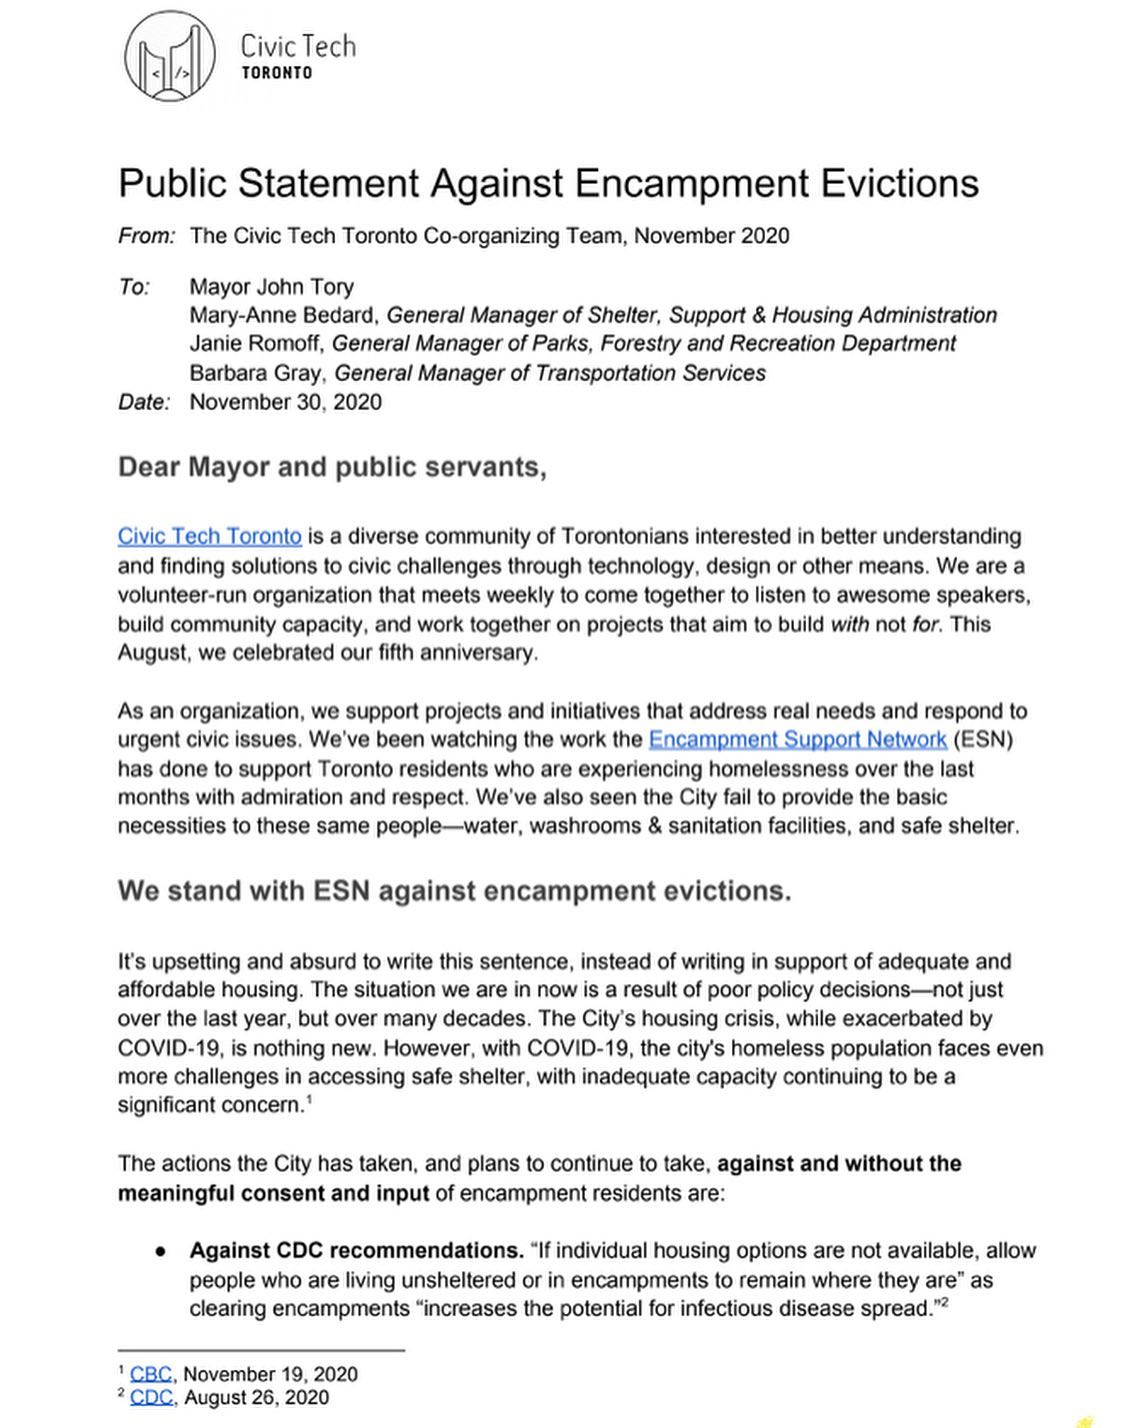 Civic Tech
TORONTO
Public Statement Against Encampment Evictions
From: The Civic Tech Toronto Co-organizing Team, November 2020
To: Mayor John Tory
Mary-Anne Bedard, General Manager of Shelter, Support & Housing Administration
Janie Romoff, General Manager of Parks, Forestry and Recreation Department
Barbara Gray, General Manager of Transportation Services
Date: November 30, 2020
Dear Mayor and public servants,
Civic Tech Toronto is a diverse community of Torontonians interested in better understanding
and finding solutions to civic challenges through technology, design or other means. We are a
volunteer-run organization that meets weekly to come together to listen to awesome speakers,
build community capacity, and work together on projects that aim to build with not for. This
August, we celebrated our fifth anniversary.
As an organization, we support projects and initiatives that address real needs and respond to
urgent civic issues. We've been watching the work the Encampment Support Network (ESN)
has done to support Toronto residents who are experiencing homelessness over the last
months with admiration and respect. We've also seen the City fail to provide the basic
necessities to these same people—water, washrooms & sanitation facilities, and safe shelter.
We stand with ESN against encampment evictions.
It's upsetting and absurd to write this sentence, instead of writing in support of adequate and
affordable housing. The situation we are in now is a result of poor policy decisions—not just
over the last year, but over many decades. The City's housing crisis, while exacerbated by
COVID-19, is nothing new. However, with COVID-19, the city's homeless population faces even
more challenges in accessing safe shelter, with inadequate capacity continuing to be a
significant concern.¹
The actions the City has taken, and plans to continue to take, against and without the
meaningful consent and input of encampment residents are:
● Against CDC recommendations. "If individual housing options are not available, allow
people who are living unsheltered or in encampments to remain where they are" as
clearing encampments "increases the potential for infectious disease spread."²
¹ CBC, November 19, 2020
² CDC, August 26, 2020